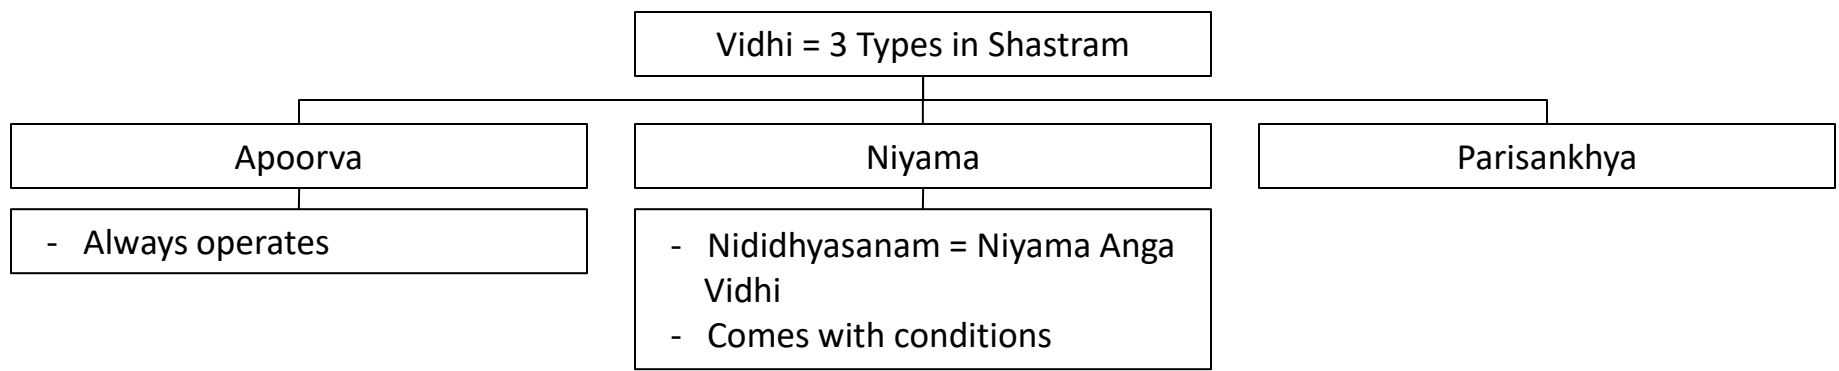 Vidhi = 3 Types in Shastram
Apoorva
Niyama
Parisankhya
- Always operates
- Nididhyasanam = Niyama Anga
Vidhi
- Comes with conditions